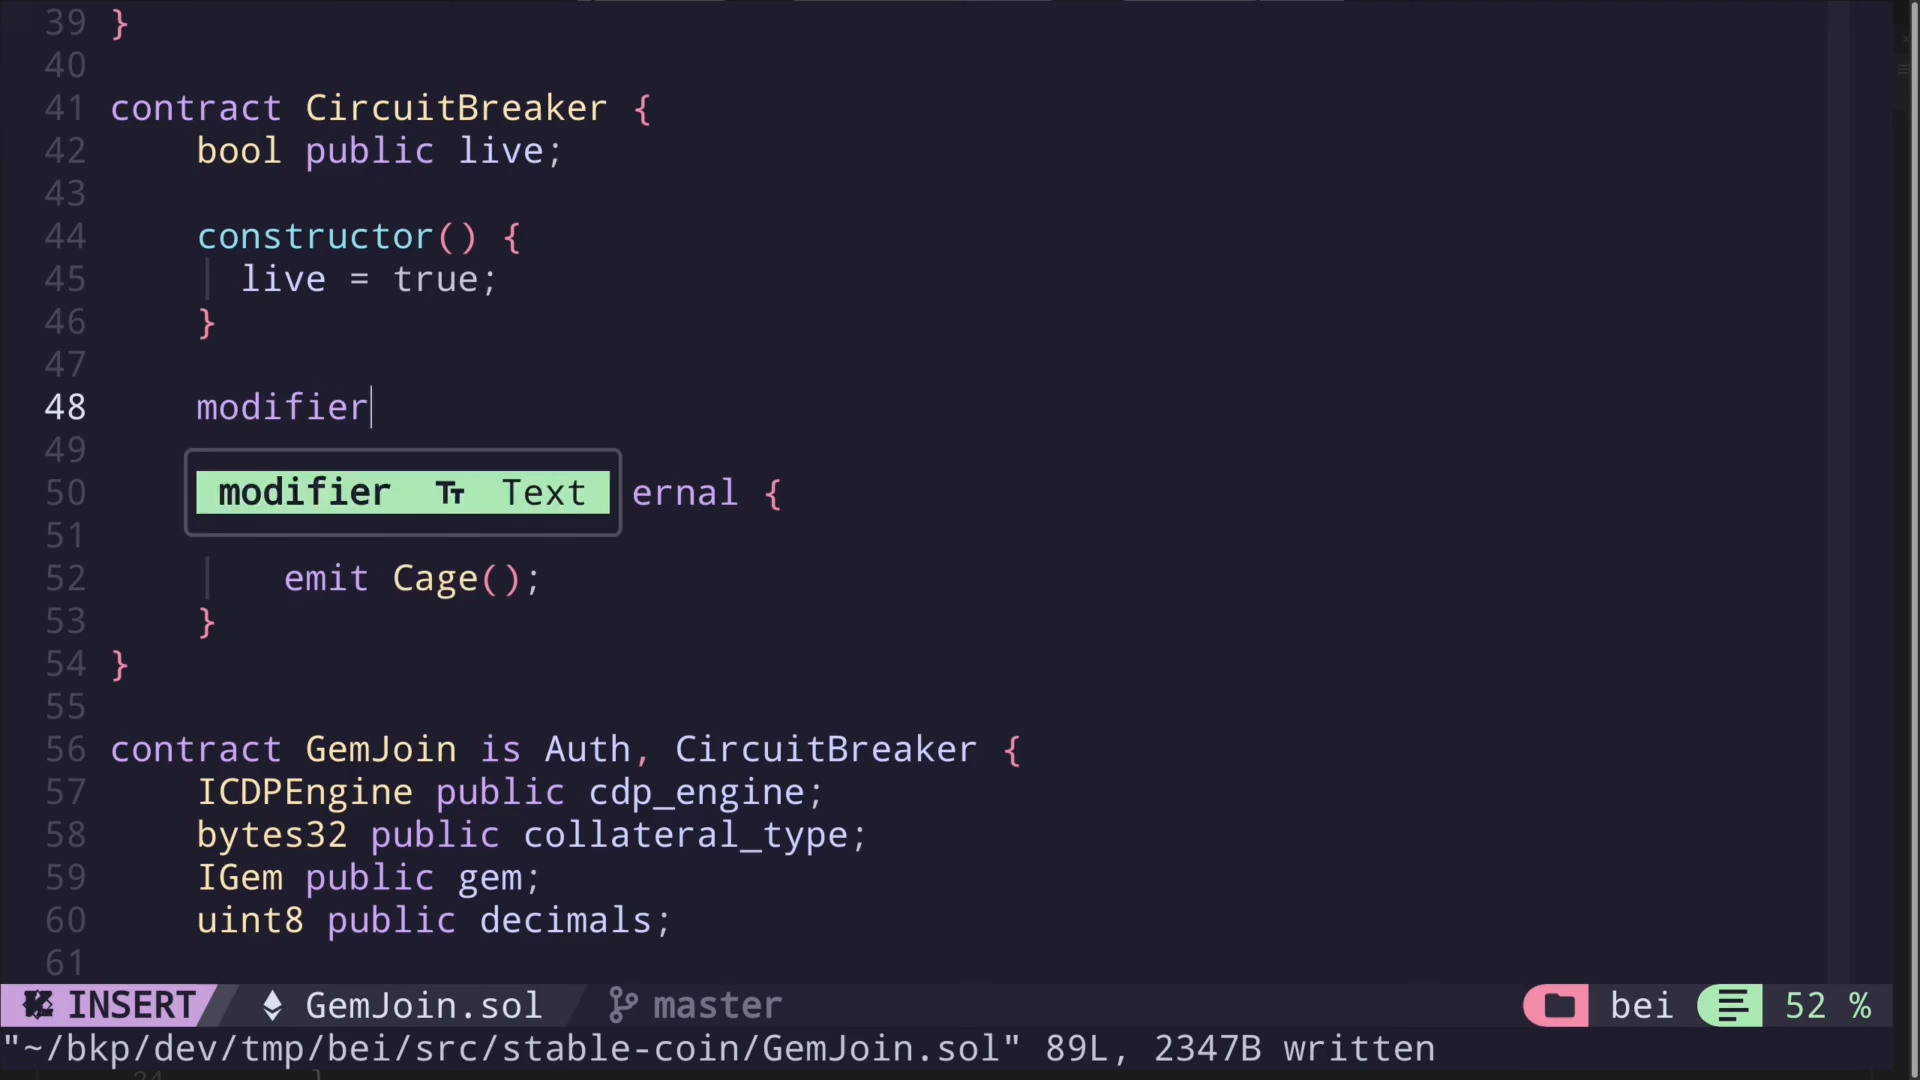 39 }
40
41 contract CircuitBreaker {
42 bool public live;
43
44 constructor() {
45 live = true;
46 }
47
48 modifier
49
50 modifier Text ernal {
51
52 emit Cage();
53 }
54 }
55
56 contract GemJoin is Auth, CircuitBreaker {
57 ICDPEngine public cdp_engine;
58 bytes32 public collateral_type;
59 IGem public gem;
60 uint8 public decimals;
61
INSERT GemJoin.sol master bei 52 %
"~/bkp/dev/tmp/bei/src/stable-coin/GemJoin.sol" 89L, 2347B written